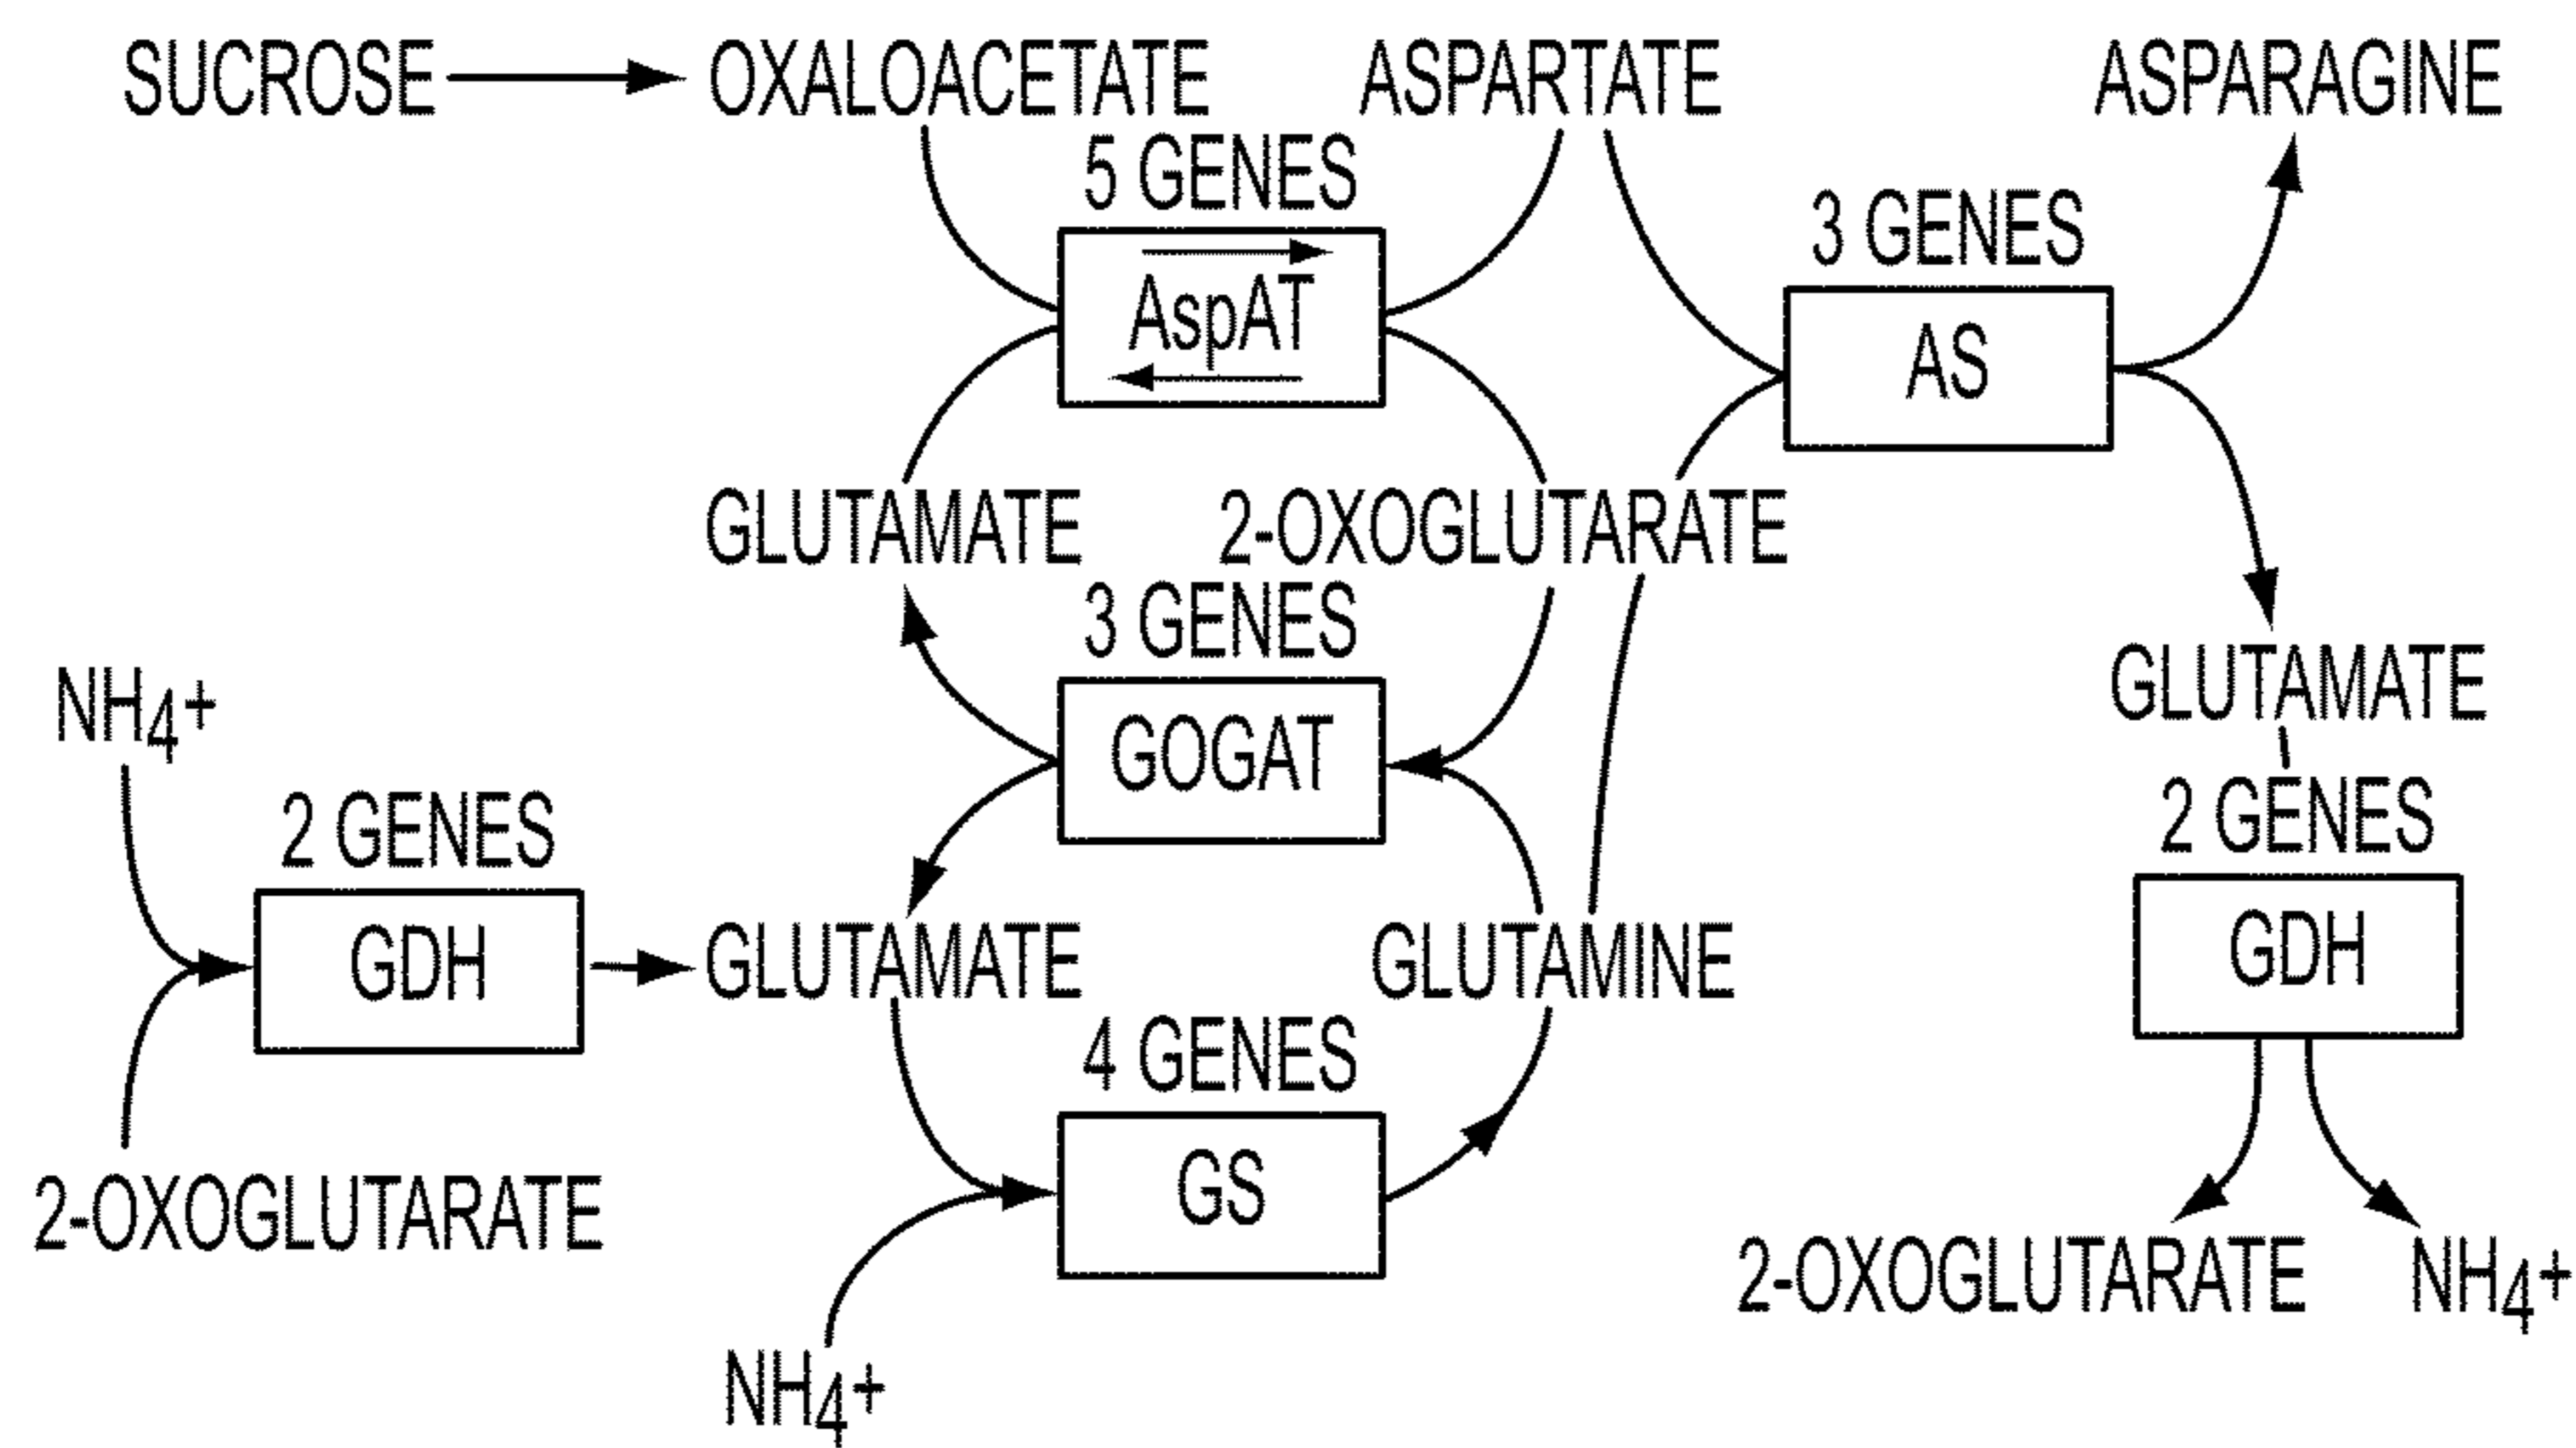 SUCROSE OXALOACETATE ASPARTATE ASPARAGINE
5 GENES
3 GENES
AspAT
AS
GLUTAMATE 2-OXOGLUTARATE
3 GENES
GLUTAMATE
NH4+
GOGAT
2 GENES
2 GENES
GDH GLUTAMATE GLUTAMINE
GDH
4 GENES
GS
2-OXOGLUTARATE
2-OXOGLUTARATE NH4+
NH4+